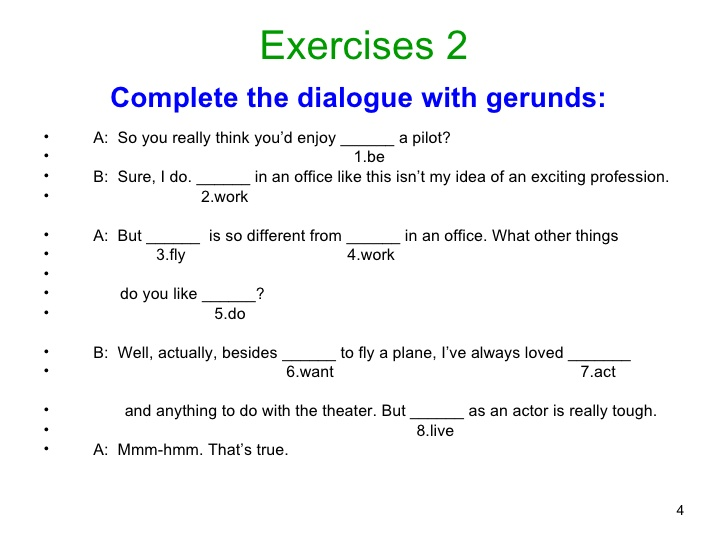 Exercises 2
Complete the dialogue with gerunds:
• A: So you really think you’d enjoy ______ a pilot?
• 1.be
• B: Sure, I do. ______ in an office like this isn’t my idea of an exciting profession.
• 2.work
• A: But ______ is so different from ______ in an office. What other things
• 3.fly 4.work
•
• do you like ______?
• 5.do
• B: Well, actually, besides ______ to fly a plane, I’ve always loved _______
• 6.want 7.act
• and anything to do with the theater. But ______ as an actor is really tough.
• 8.live
• A: Mmm-hmm. That’s true.
4